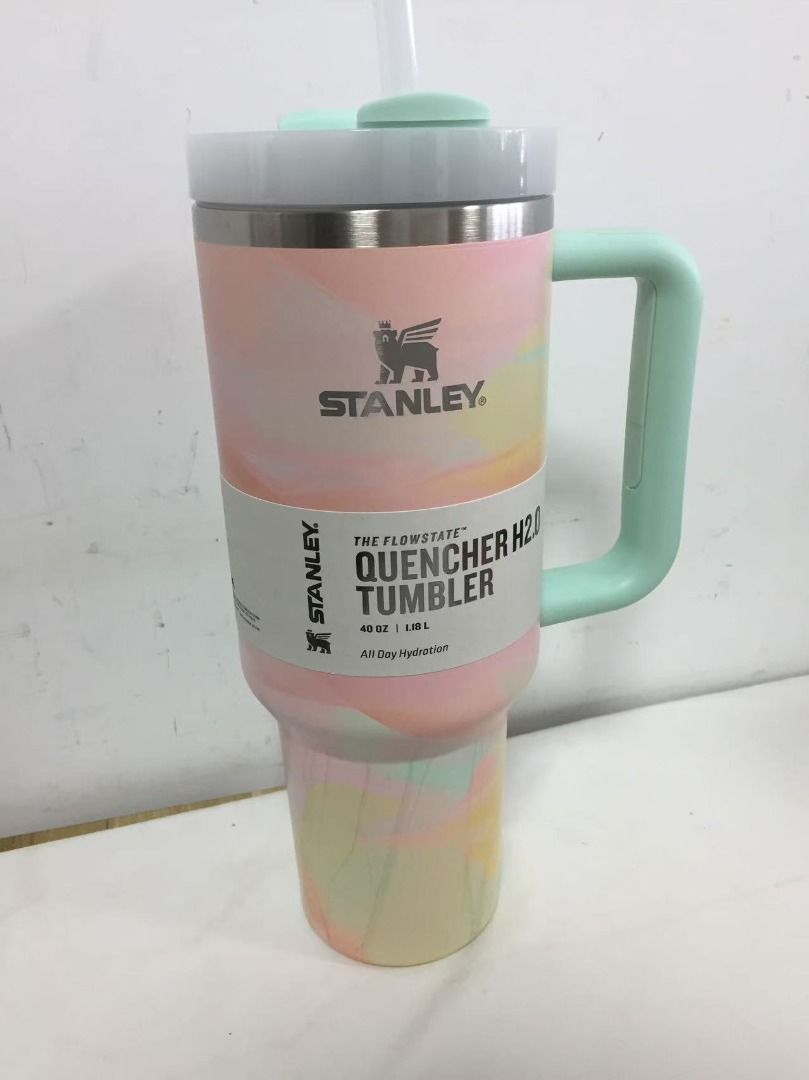 STANLEY®
STANLEY
THE FLOWSTATE™
QUENCHER H2.0
TUMBLER
40 OZ | 1.18 L
All Day Hydration